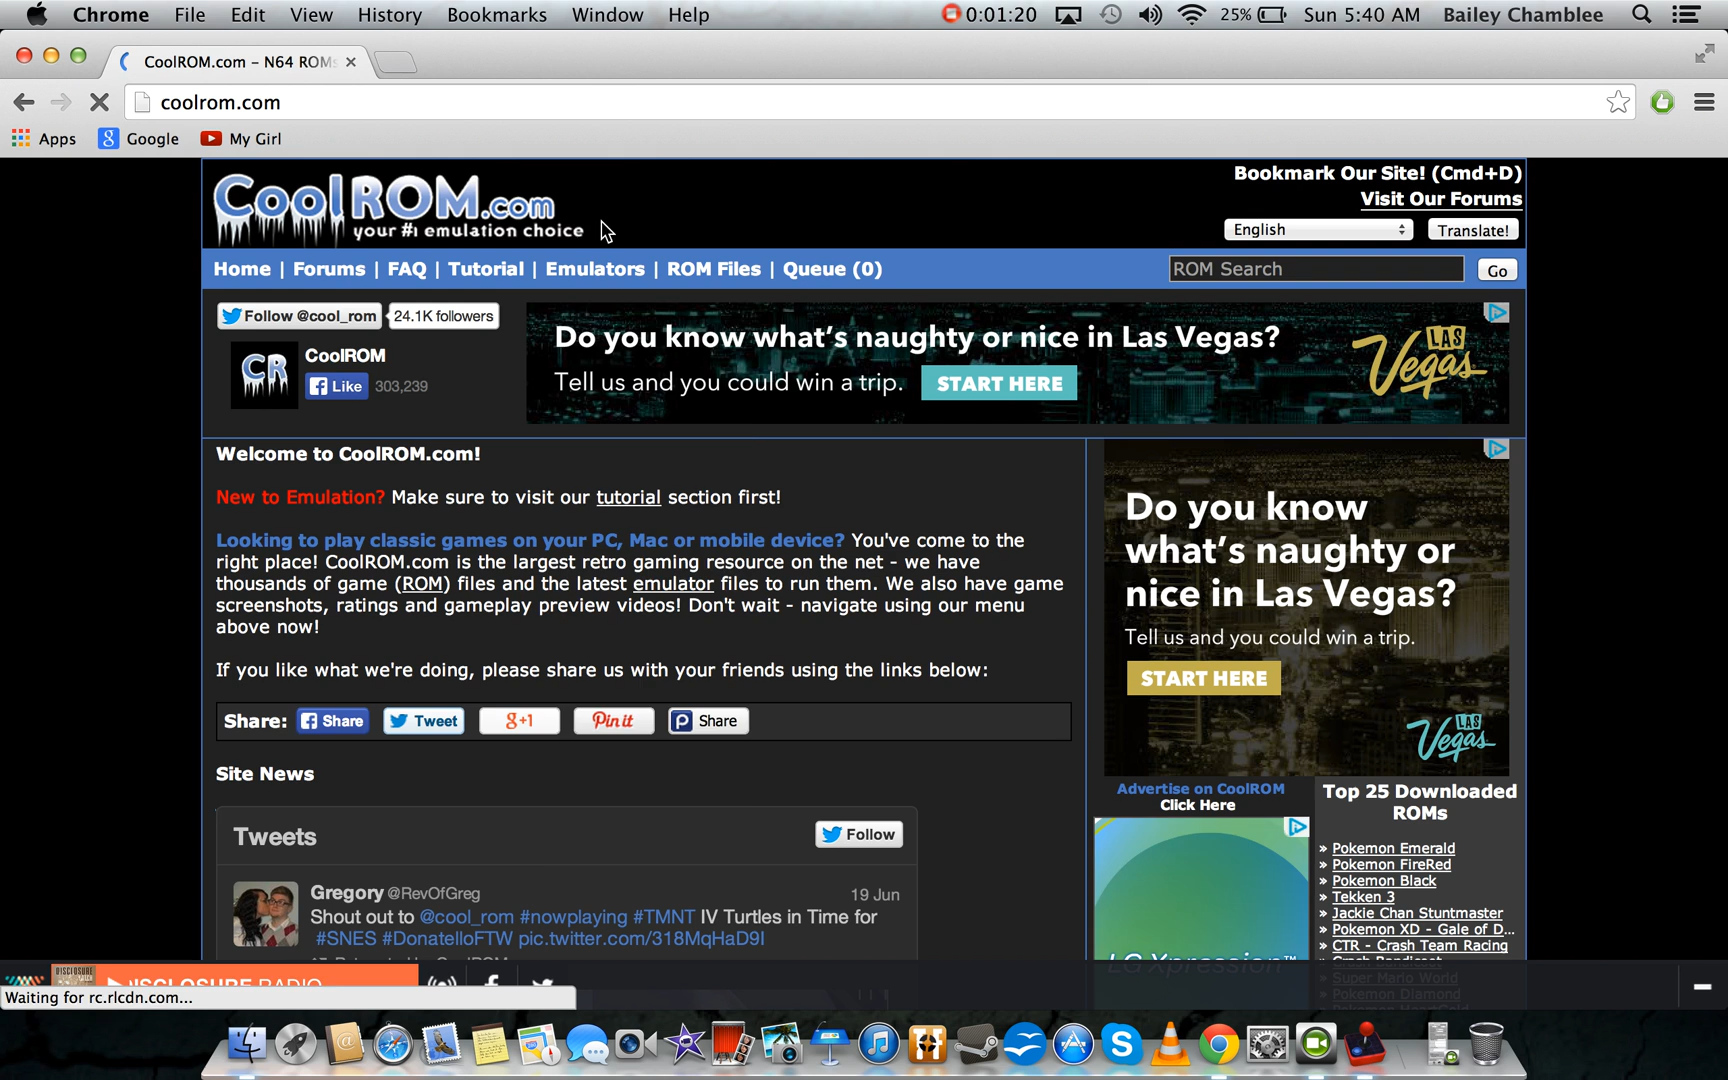 Chrome File Edit View History Bookmarks Window Help 0:01:20 25% Sun 5:40 AM Bailey Chamblee
CoolROM.com – N64 ROMs
coolrom.com
Apps Google My Girl
CoolROM.com
your #1 emulation choice
Bookmark Our Site! (Cmd+D)
Visit Our Forums
English Translate!
Home | Forums | FAQ | Tutorial | Emulators | ROM Files | Queue (0) ROM Search Go
Follow @cool_rom 24.1K followers
CR
CoolROM
Like 303,239
Do you know what's naughty or nice in Las Vegas?
Tell us and you could win a trip. START HERE
LAS
Vegas
Welcome to CoolROM.com!
New to Emulation? Make sure to visit our tutorial section first!
Looking to play classic games on your PC, Mac or mobile device? You've come to the
right place! CoolROM.com is the largest retro gaming resource on the net - we have
thousands of game (ROM) files and the latest emulator files to run them. We also have game
screenshots, ratings and gameplay preview videos! Don't wait - navigate using our menu
above now!
If you like what we're doing, please share us with your friends using the links below:
Share: Share Tweet g+1 Pin it Share
Site News
Tweets Follow
Gregory @RevOfGreg 19 Jun
Shout out to @cool_rom #nowplaying #TMNT IV Turtles in Time for
#SNES #DonatelloFTW pic.twitter.com/318MqHaD9I
Do you know
what's naughty or
nice in Las Vegas?
Tell us and you could win a trip.
START HERE
LAS
Vegas
Advertise on CoolROM
Click Here
LG Xpression™
Top 25 Downloaded
ROMs
» Pokemon Emerald
» Pokemon FireRed
» Pokemon Black
» Tekken 3
» Jackie Chan Stuntmaster
» Pokemon XD - Gale of D...
» CTR - Crash Team Racing
» Crash Bandicoot
» Super Mario World
» Pokemon Diamond
DISCLOSURE RADIO
Waiting for rc.rlcdn.com...